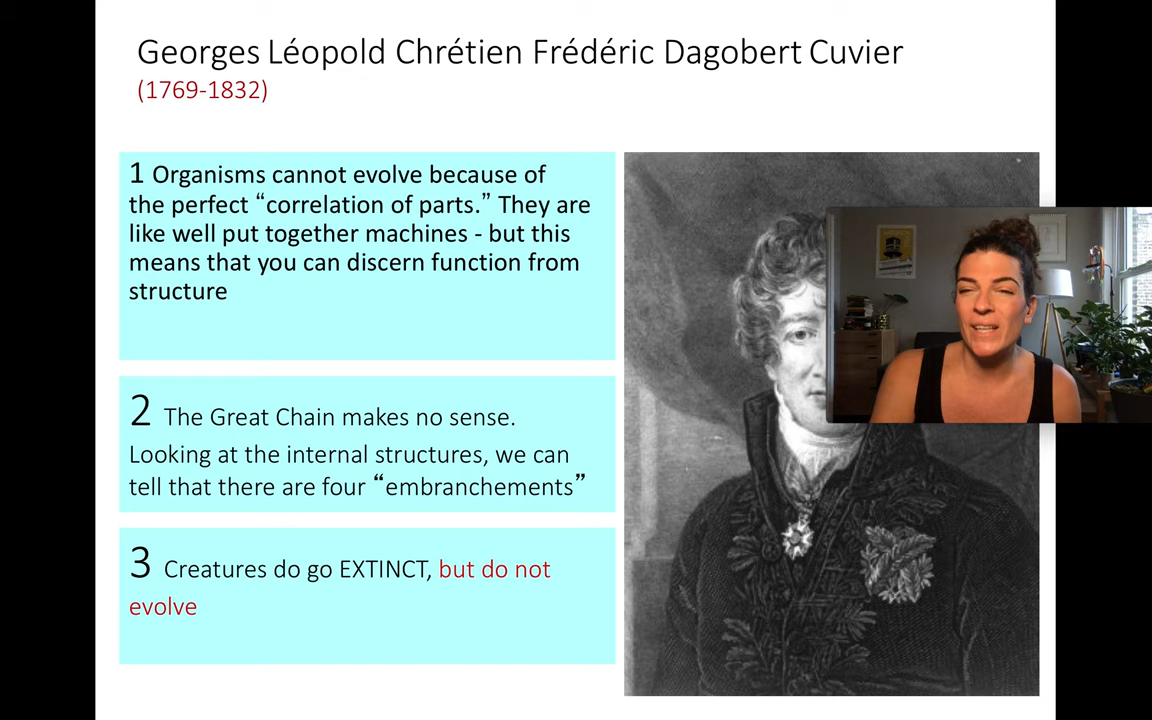 Georges Léopold Chrétien Frédéric Dagobert Cuvier
(1769-1832)
1 Organisms cannot evolve because of
the perfect “correlation of parts.” They are
like well put together machines - but this
means that you can discern function from
structure
2 The Great Chain makes no sense.
Looking at the internal structures, we can
tell that there are four “embranchements”
3 Creatures do go EXTINCT, but do not
evolve